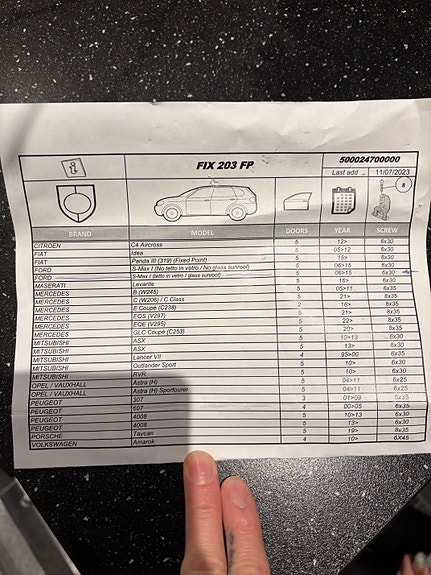 i
FIX 203 FP
500024700000
Last add 11/07/2023
8
BRAND MODEL DOORS YEAR SCREW
CITROEN C4 Aircross 5 12> 6x30
FIAT Idea 5 05>12 6x30
FIAT Panda III (319) (Fixed Point) 5 15> 6x30
FORD S-Max I (No tetto in vetro / No glass sunroof) 5 06>15 6x30
FORD S-Max I (tetto in vetro / glass sunroof) 5 06>15 6x30
MASERATI Levante 5 16> 6x30
MERCEDES B (W245) 5 05>11 6x30
MERCEDES C (W206) / C Class 5 21> 8x35
MERCEDES E Coupé (C238) 2 16> 8x35
MERCEDES EQS (V297) 5 21> 8x35
MERCEDES EQE (V295) 5 22> 8x35
MERCEDES GLC Coupé (C253) 5 20> 8x35
MITSUBISHI ASX 5 10>13 6x30
MITSUBISHI ASX 5 13> 6x30
MITSUBISHI Lancer VII 4 95>00 6x35
MITSUBISHI Outlander Sport 5 10> 6x30
MITSUBISHI RVR 5 10> 6x30
OPEL / VAUXHALL Astra (H) 5 04>11 6x25
OPEL / VAUXHALL Astra (H) Sportourer 5 04>11 6x25
PEUGEOT 307 3 01>09 6x35
PEUGEOT 607 4 00>05 6x35
PEUGEOT 4008 5 10>13 6x30
PEUGEOT 4008 5 13> 6x30
PORSCHE Taycan 5 19> 8x35
VOLKSWAGEN Amarok 4 10> 6X45